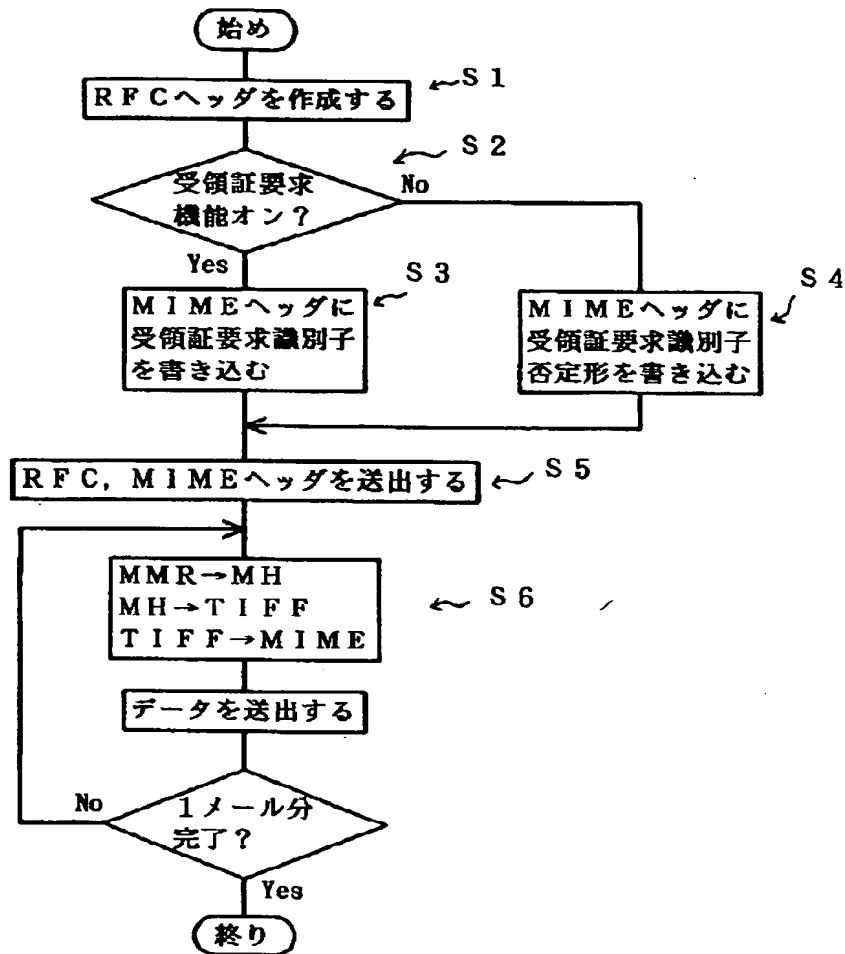 始め
RFCヘッダを作成する
S1
受領証要求
機能オン?
S2
No
Yes
MIMEヘッダに
受領証要求識別子
を書き込む
S3
MIMEヘッダに
受領証要求識別子
否定形を書き込む
S4
RFC, MIMEヘッダを送出する
S5
MMR→MH
MH→TIFF
TIFF→MIME
S6
データを送出する
1メール分
完了?
No
Yes
終り